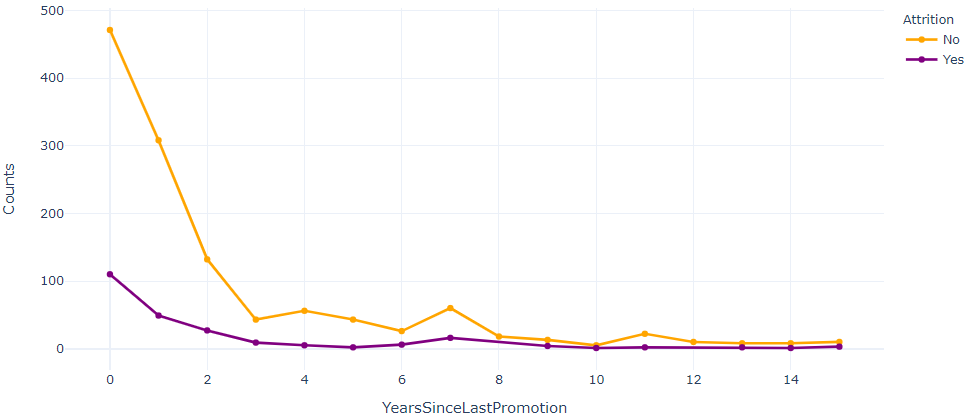 500
400
300
200
100
0
Counts
0 2 4 6 8 10 12 14
YearsSinceLastPromotion
Attrition
No
Yes